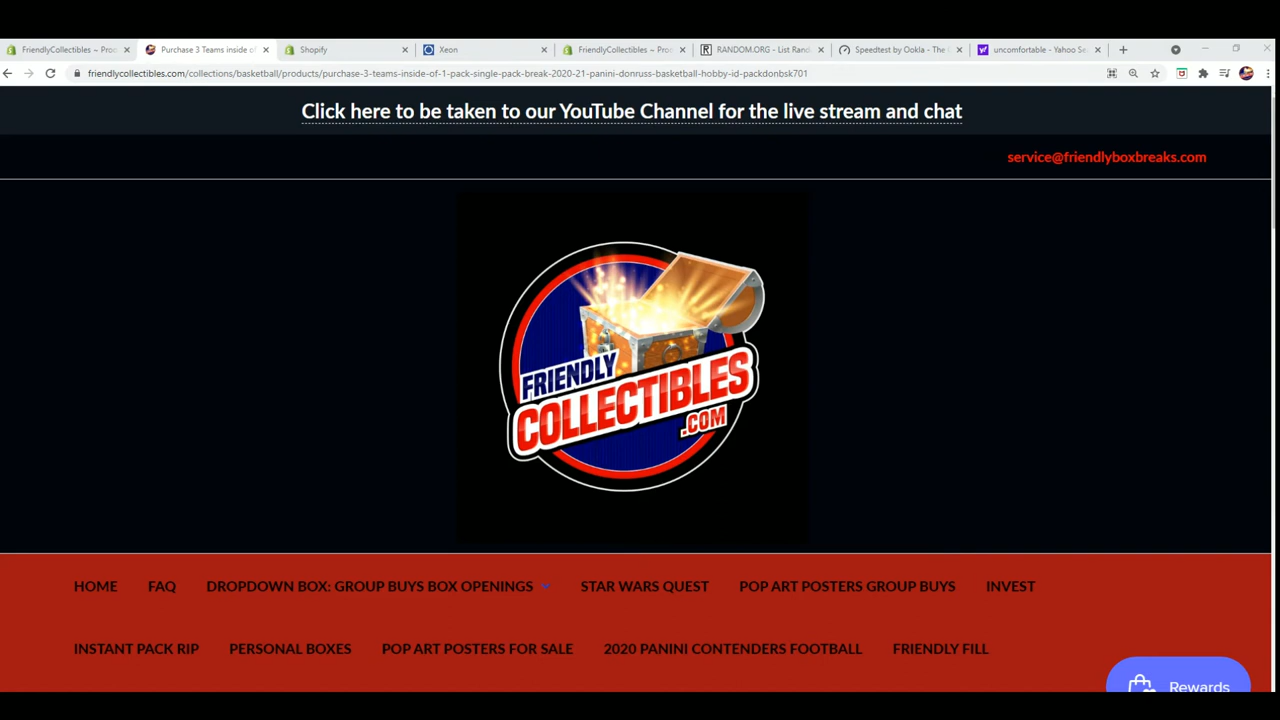 FriendlyCollectibles ~ Pro
Purchase 3 Teams inside of
Shopify
Xeon
FriendlyCollectibles ~ Pro
RANDOM.ORG - List Rand
Speedtest by Ookla - The G
uncomfortable - Yahoo Se
friendlycollectibles.com/collections/basketball/products/purchase-3-teams-inside-of-1-pack-single-pack-break-2020-21-panini-donruss-basketball-hobby-id-packdonbsk701
Click here to be taken to our YouTube Channel for the live stream and chat
service@friendlyboxbreaks.com
FRIENDLY
COLLECTIBLES
.COM
HOME FAQ DROPDOWN BOX: GROUP BUYS BOX OPENINGS STAR WARS QUEST POP ART POSTERS GROUP BUYS INVEST
INSTANT PACK RIP PERSONAL BOXES POP ART POSTERS FOR SALE 2020 PANINI CONTENDERS FOOTBALL FRIENDLY FILL
Rewards